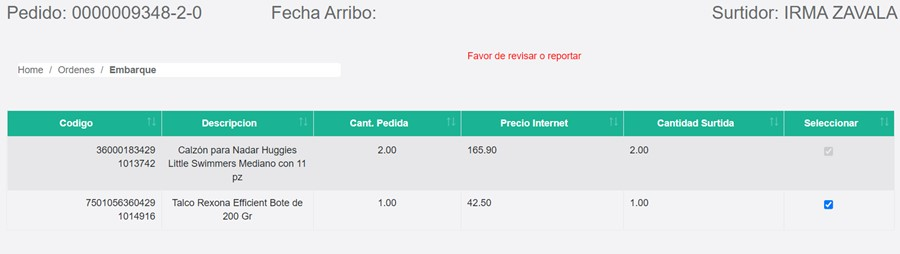 Pedido: 0000009348-2-0 Fecha Arribo: Surtidor: IRMA ZAVALA
Favor de revisar o reportar
Home / Ordenes / Embarque
Codigo Descripcion Cant. Pedida Precio Internet Cantidad Surtida Seleccionar
36000183429 Calzón para Nadar Huggies 2.00 165.90 2.00
1013742 Little Swimmers Mediano con 11
pz
7501056360429 Talco Rexona Efficient Bote de 1.00 42.50 1.00
1014916 200 Gr